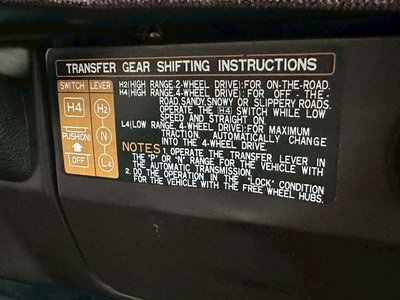 TRANSFER GEAR SHIFTING INSTRUCTIONS
SWITCH LEVER
H4
PUSH ON
OFF
H2
N
L4
H2(HIGH RANGE 2-WHEEL DRIVE):FOR ON-THE-ROAD.
H4(HIGH RANGE 4-WHEEL DRIVE):FOR OFF-THE-
ROAD,SANDY,SNOWY OR SLIPPERY ROADS.
OPERATE THE H4 SWITCH WHILE LOW
SPEED AND STRAIGHT ON.
L4(LOW RANGE 4-WHEEL DRIVE):FOR MAXIMUM
TRACTION. AUTOMATICALLY CHANGE
INTO THE 4-WHEEL DRIVE.
NOTES 1. OPERATE THE TRANSFER LEVER IN
THE "P" OR "N" RANGE FOR THE VEHICLE WITH
THE AUTOMATIC TRANSMISSION.
2. DO THE OPERATION IN THE "LOCK" CONDITION
FOR THE VEHICLE WITH THE FREE WHEEL HUBS.